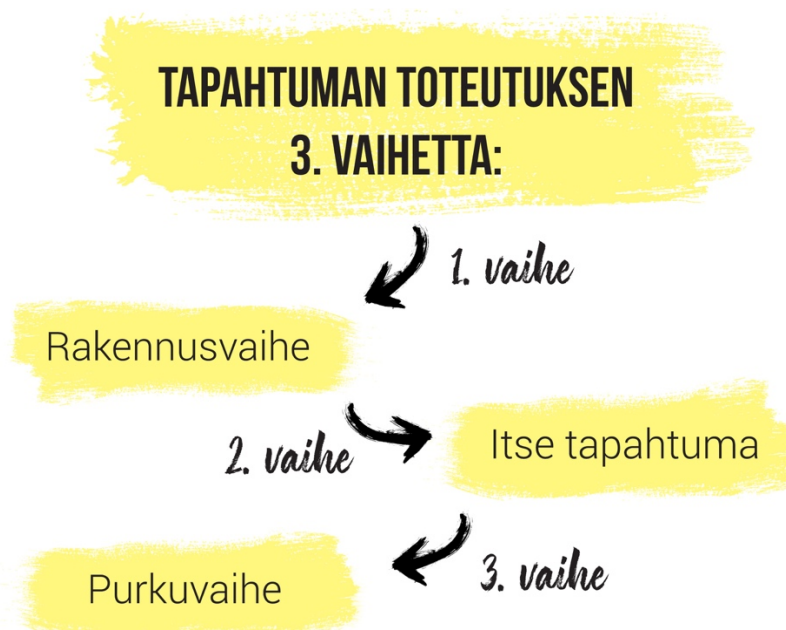 TAPAHTUMAN TOTEUTUKSEN
3. VAIHETTA:
1. vaihe
Rakennusvaihe
2. vaihe
Itse tapahtuma
3. vaihe
Purkuvaihe